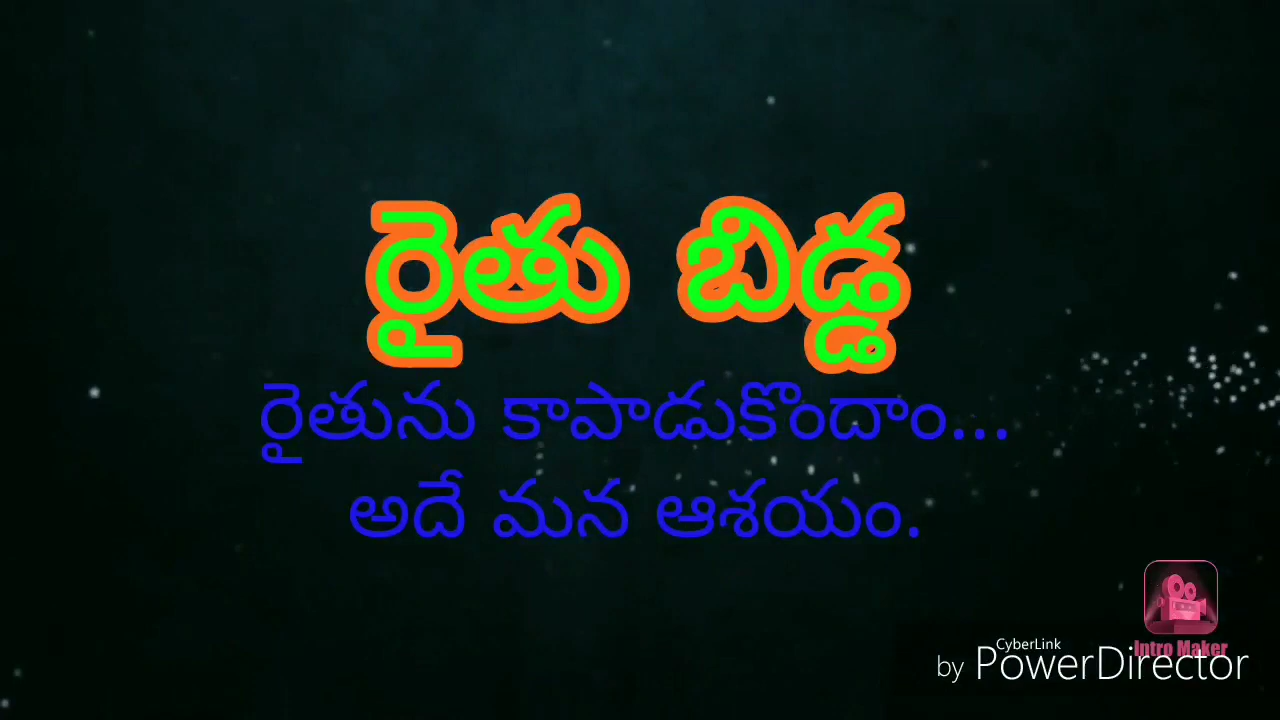 రైతు బిడ్డ
రైతును కాపాడుకొందాం...
అదే మన ఆశయం.
Intro Maker
CyberLink
by PowerDirector